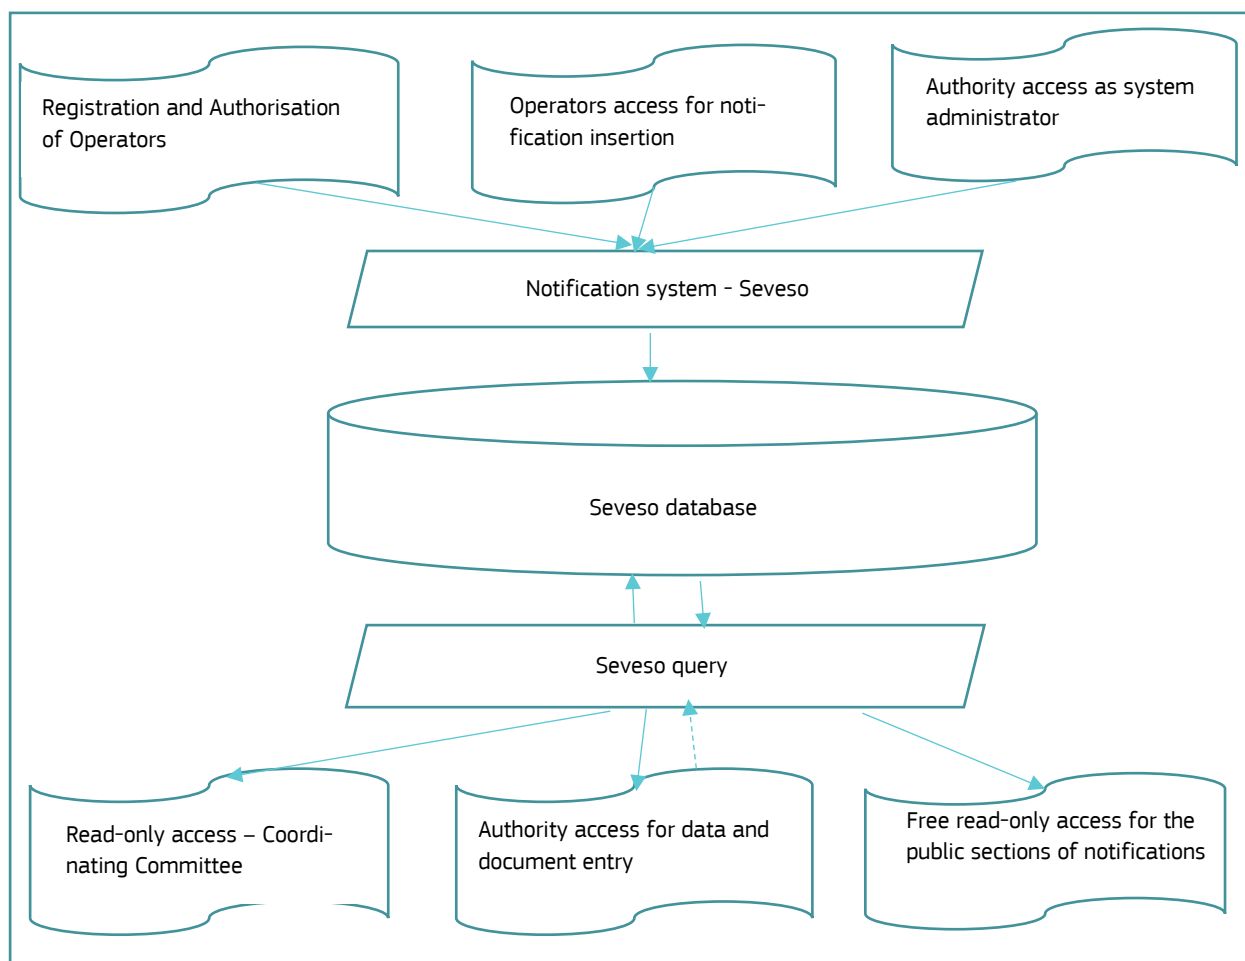 Registration and Authorisation
of Operators
Operators access for noti-
fication insertion
Authority access as system
administrator
Notification system - Seveso
Seveso database
Seveso query
Read-only access – Coordi-
nating Committee
Authority access for data and
document entry
Free read-only access for the
public sections of notifications